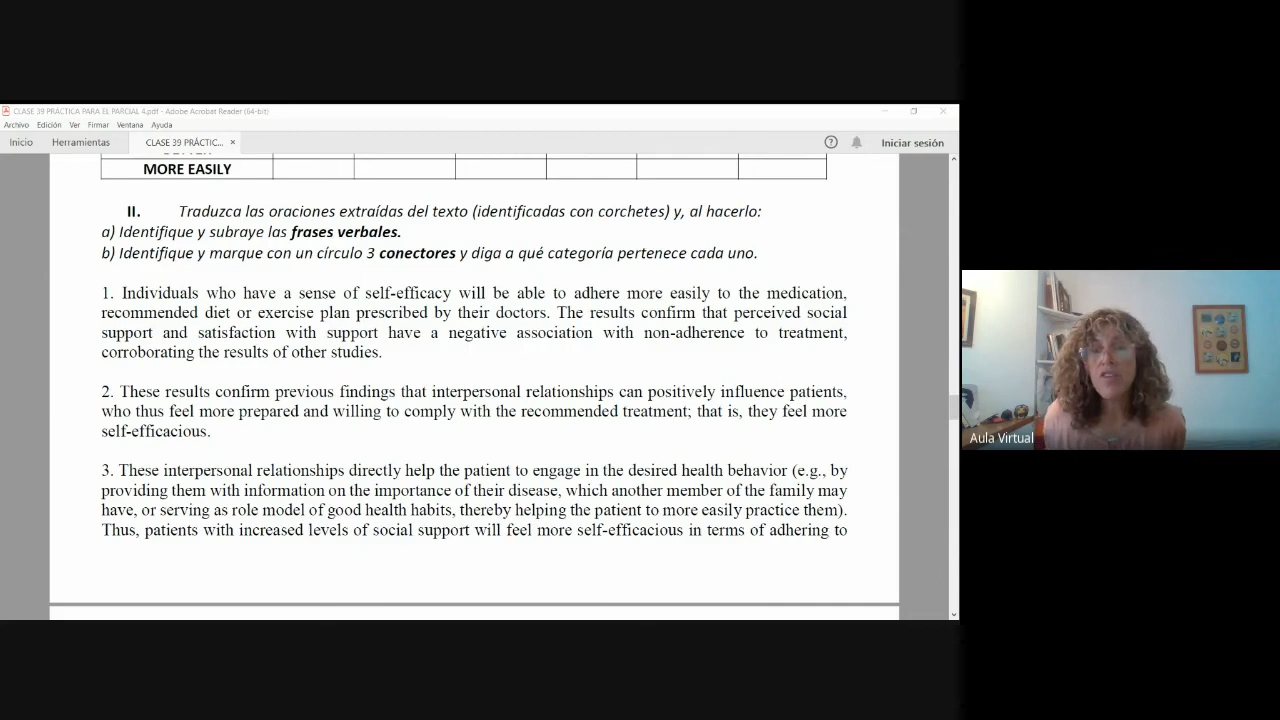 CLASE 39 PRÁCTICA PARA EL PARCIAL 4.pdf - Adobe Acrobat Reader (64-bit)
Archivo Edición Ver Firmar Ventana Ayuda
Inicio Herramientas CLASE 39 PRÁCTIC... × Iniciar sesión
MORE EASILY
II. Traduzca las oraciones extraídas del texto (identificadas con corchetes) y, al hacerlo:
a) Identifique y subraye las frases verbales.
b) Identifique y marque con un círculo 3 conectores y diga a qué categoría pertenece cada uno.
1. Individuals who have a sense of self-efficacy will be able to adhere more easily to the medication,
recommended diet or exercise plan prescribed by their doctors. The results confirm that perceived social
support and satisfaction with support have a negative association with non-adherence to treatment,
corroborating the results of other studies.
2. These results confirm previous findings that interpersonal relationships can positively influence patients,
who thus feel more prepared and willing to comply with the recommended treatment; that is, they feel more
self-efficacious.
3. These interpersonal relationships directly help the patient to engage in the desired health behavior (e.g., by
providing them with information on the importance of their disease, which another member of the family may
have, or serving as role model of good health habits, thereby helping the patient to more easily practice them).
Thus, patients with increased levels of social support will feel more self-efficacious in terms of adhering to
Aula Virtual